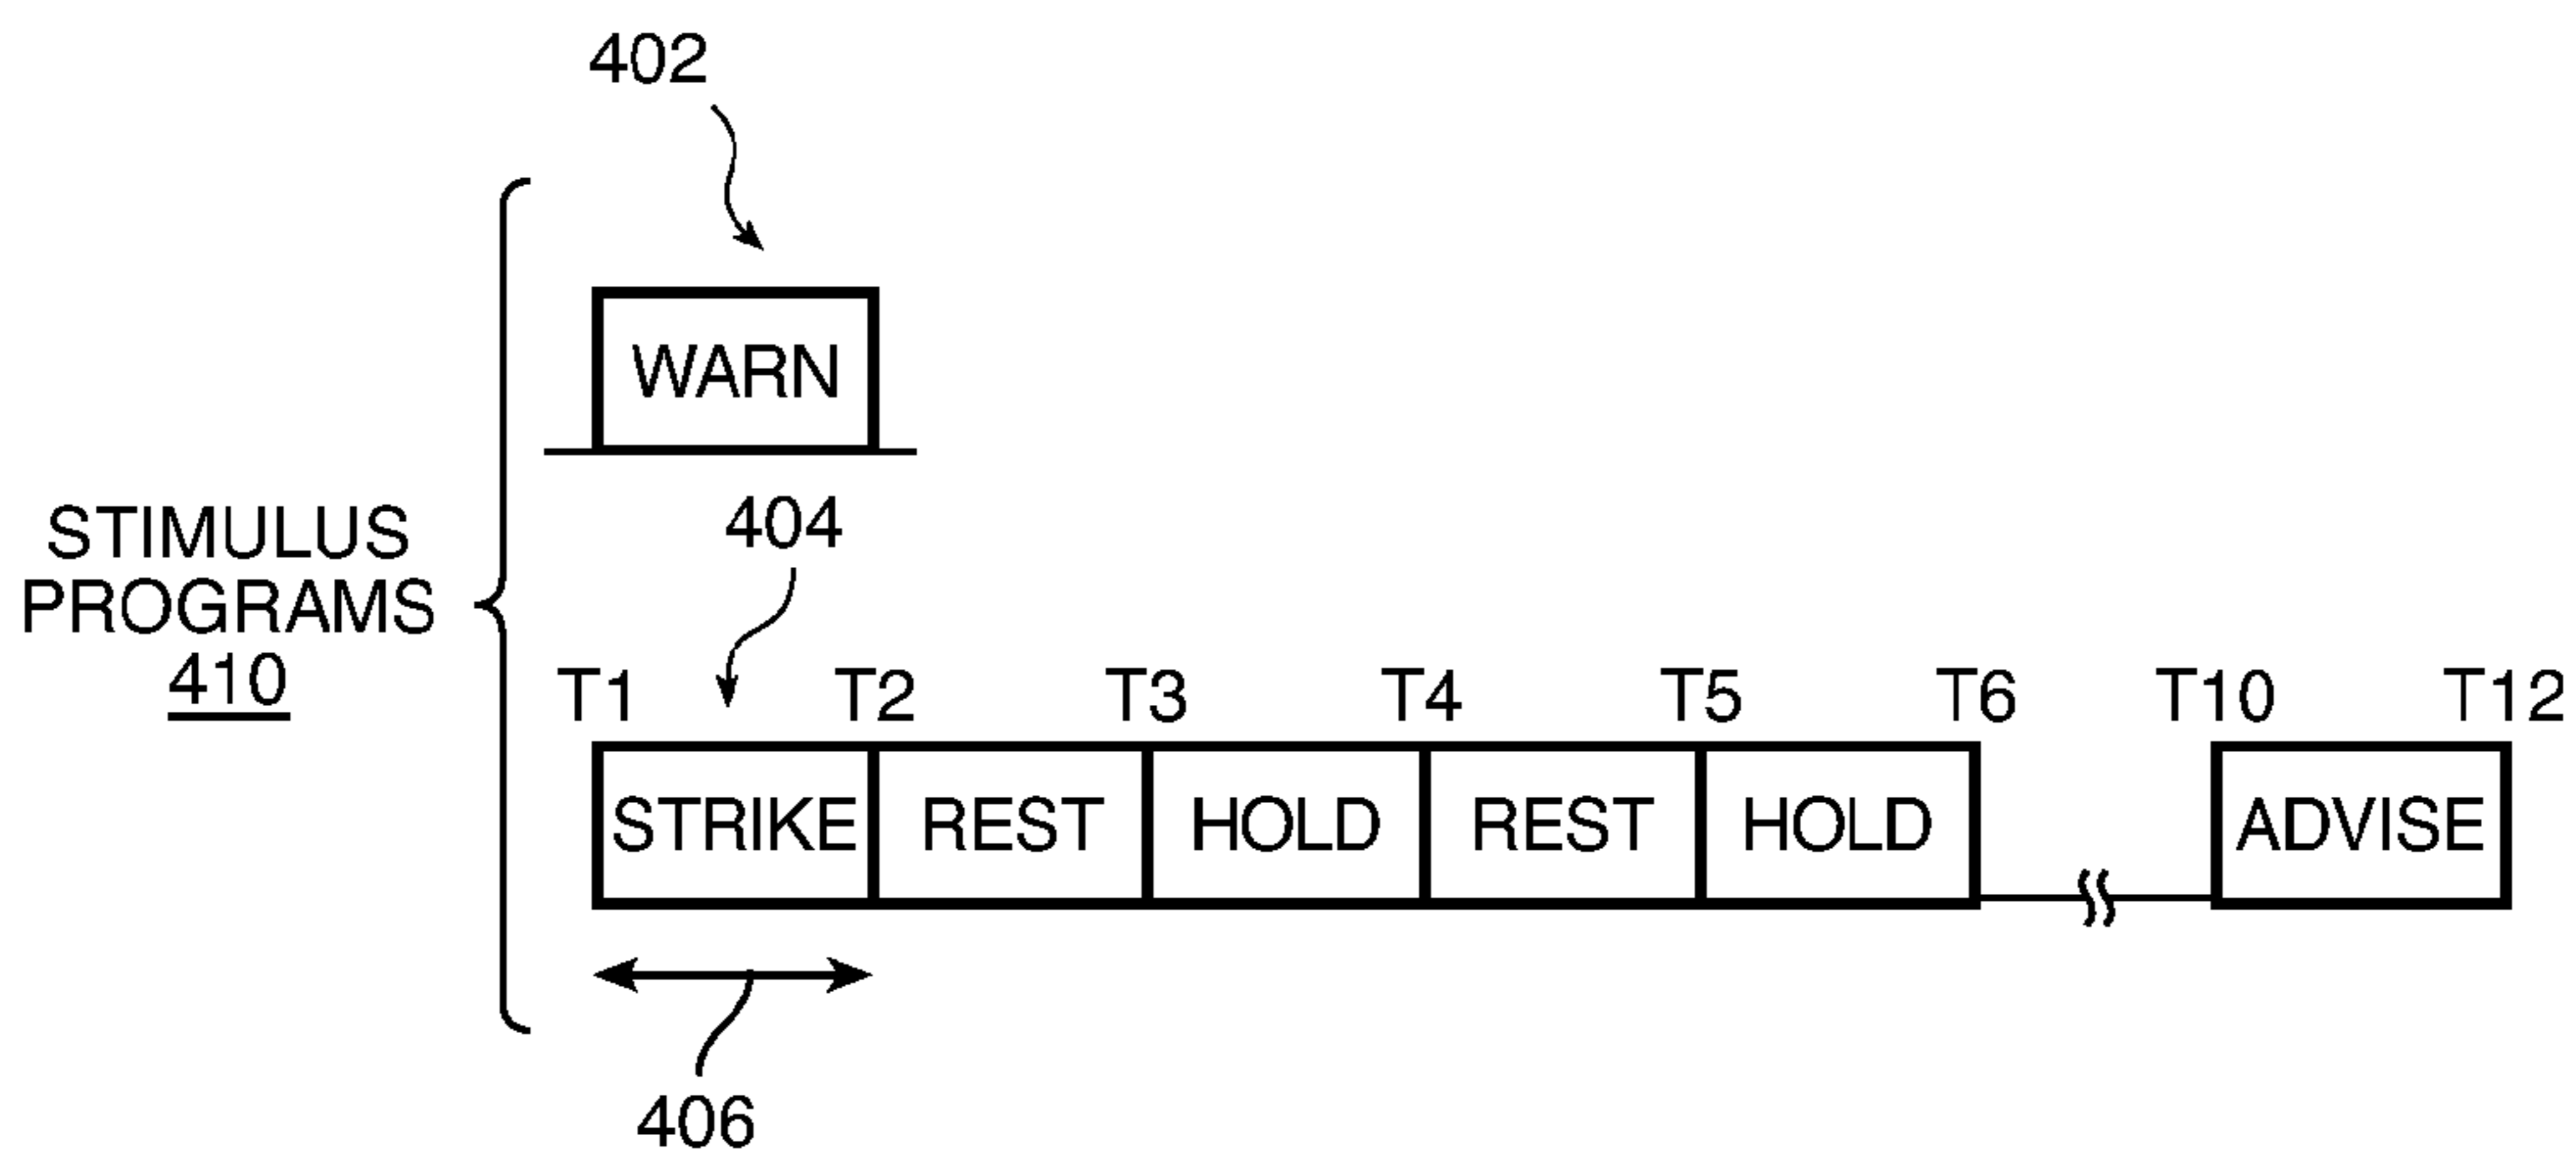 402
WARN
404
STIMULUS
PROGRAMS
410
T1 T2 T3 T4 T5 T6 T10 T12
STRIKE REST HOLD REST HOLD ADVISE
406